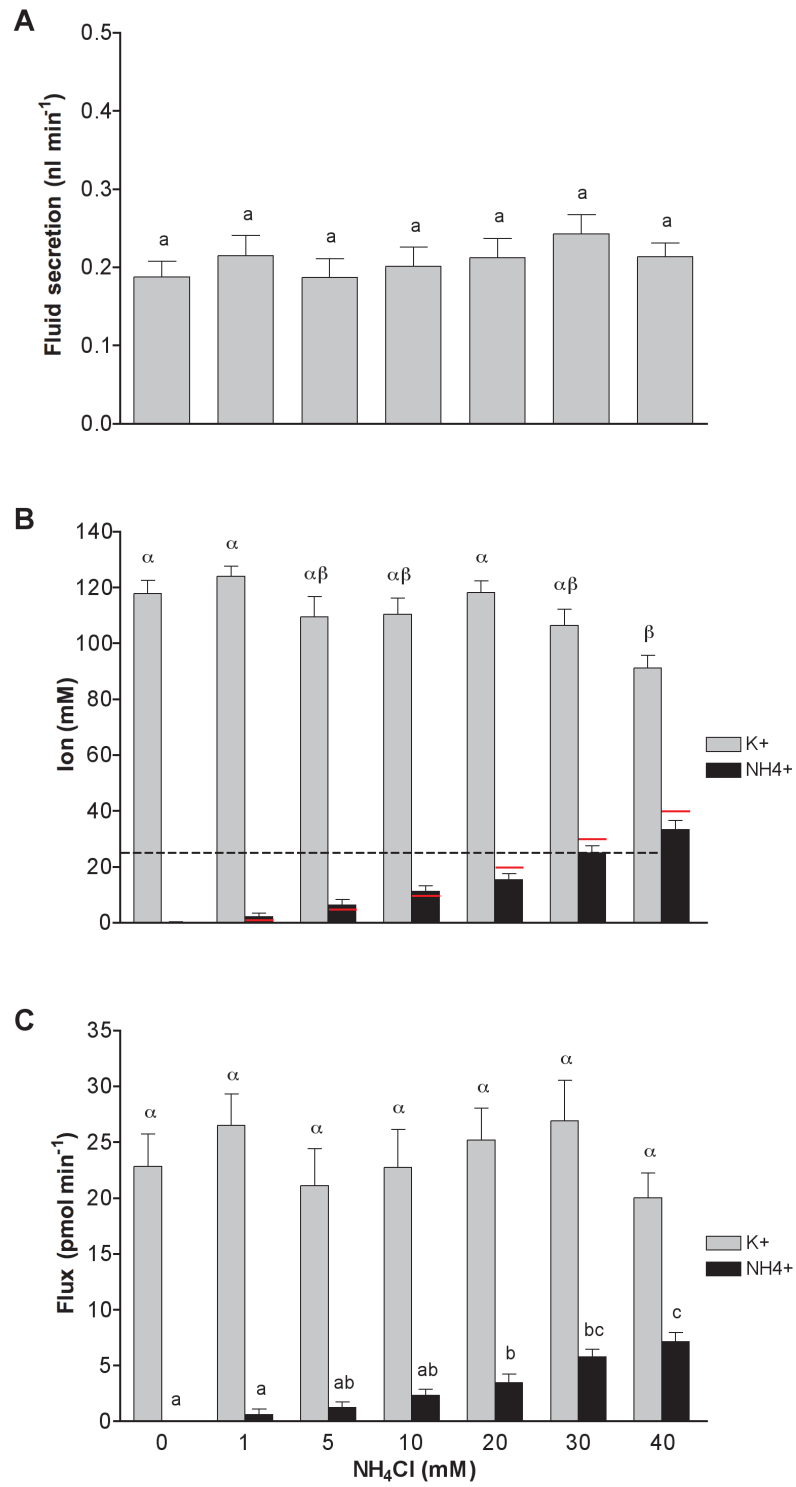 A
0.5
0.4
0.3
0.2
0.1
0.0
Fluid secretion (nl min-1)
a a a a a a a
B
140
120
100
80
60
40
20
0
Ion (mM)
α α αβ αβ α αβ β
K+
NH4+
C
35
30
25
20
15
10
5
0
Flux (pmol min-1)
α α α α α α α
a a ab ab b bc c
K+
NH4+
0 1 5 10 20 30 40
NH4Cl (mM)